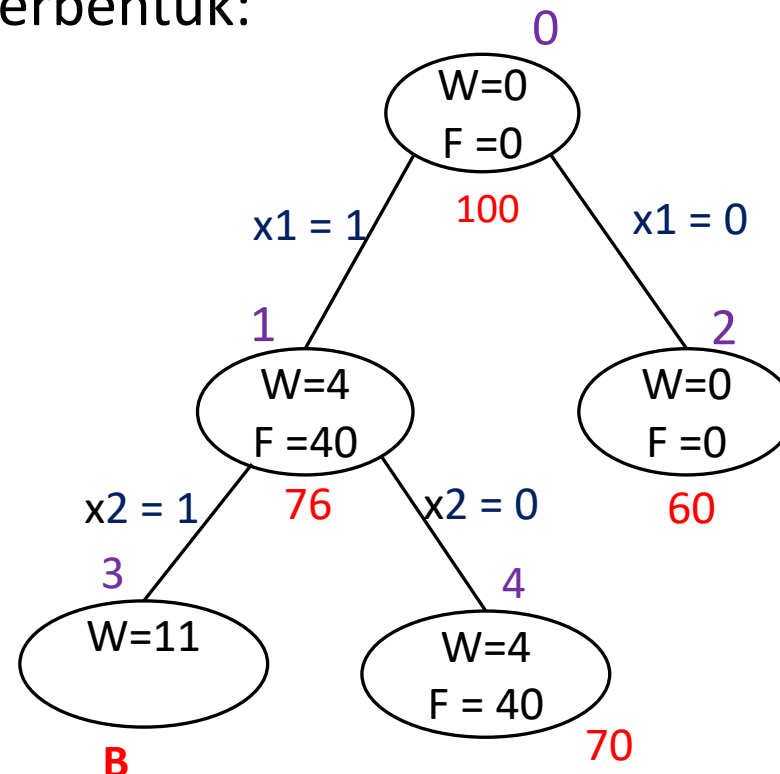 erbentuk:
0
W=0
F =0
100
x1 = 1
x1 = 0
1
2
W=4
F =40
W=0
F =0
76
60
x2 = 1
x2 = 0
3
4
W=11
W=4
F = 40
B
70